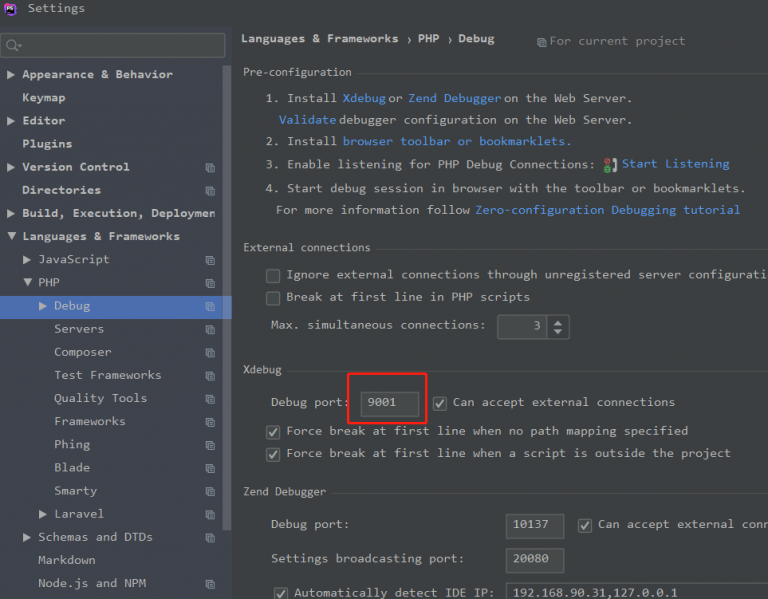 PS Settings
Languages & Frameworks › PHP › Debug For current project
Appearance & Behavior
Keymap
Editor
Plugins
Version Control
Directories
Build, Execution, Deploymen
Languages & Frameworks
JavaScript
PHP
Debug
Servers
Composer
Test Frameworks
Quality Tools
Frameworks
Phing
Blade
Smarty
Laravel
Schemas and DTDs
Markdown
Node.js and NPM
Pre-configuration
1. Install Xdebug or Zend Debugger on the Web Server.
Validate debugger configuration on the Web Server.
2. Install browser toolbar or bookmarklets.
3. Enable listening for PHP Debug Connections: Start Listening
4. Start debug session in browser with the toolbar or bookmarklets.
For more information follow Zero-configuration Debugging tutorial
External connections
Ignore external connections through unregistered server configurati
Break at first line in PHP scripts
Max. simultaneous connections: 3
Xdebug
Debug port: 9001 Can accept external connections
Force break at first line when no path mapping specified
Force break at first line when a script is outside the project
Zend Debugger
Debug port: 10137 Can accept external conn
Settings broadcasting port: 20080
Automatically detect IDE IP: 192.168.90.31,127.0.0.1